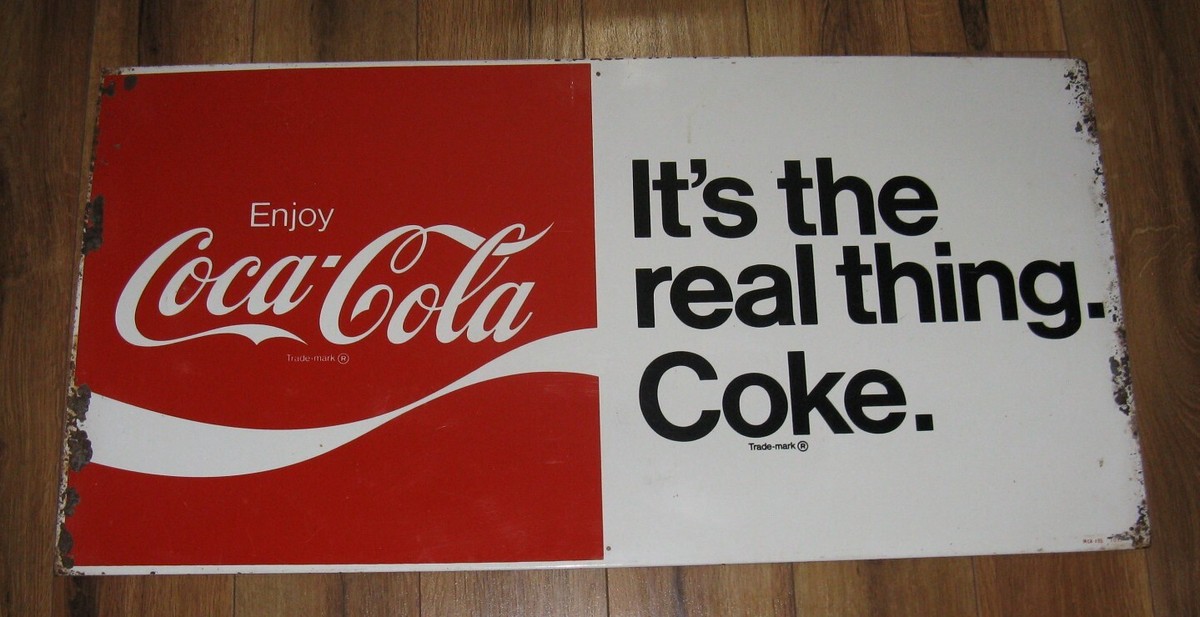 Enjoy
Coca-Cola
Trade-mark ®
It's the
real thing.
Coke.
Trade-mark ®